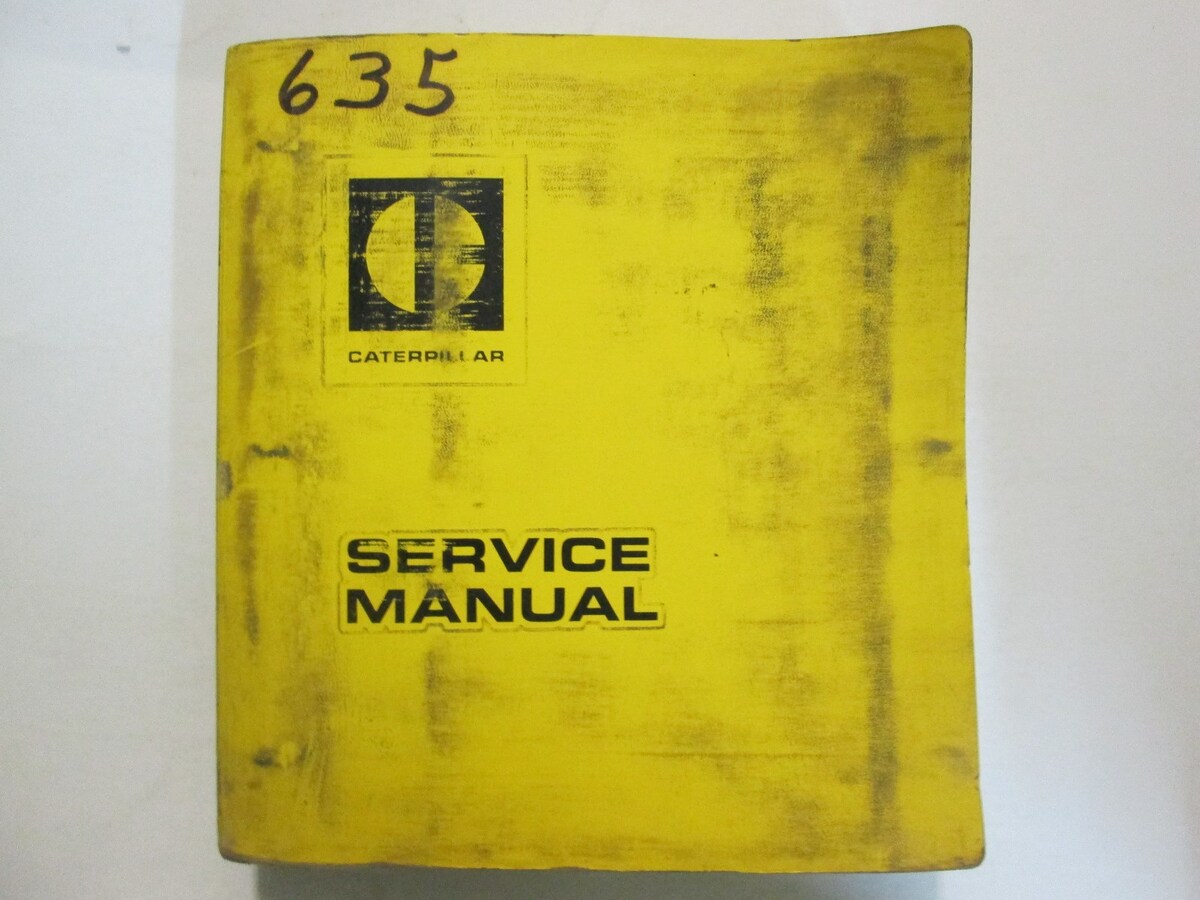 635
CATERPILLAR
SERVICE
MANUAL